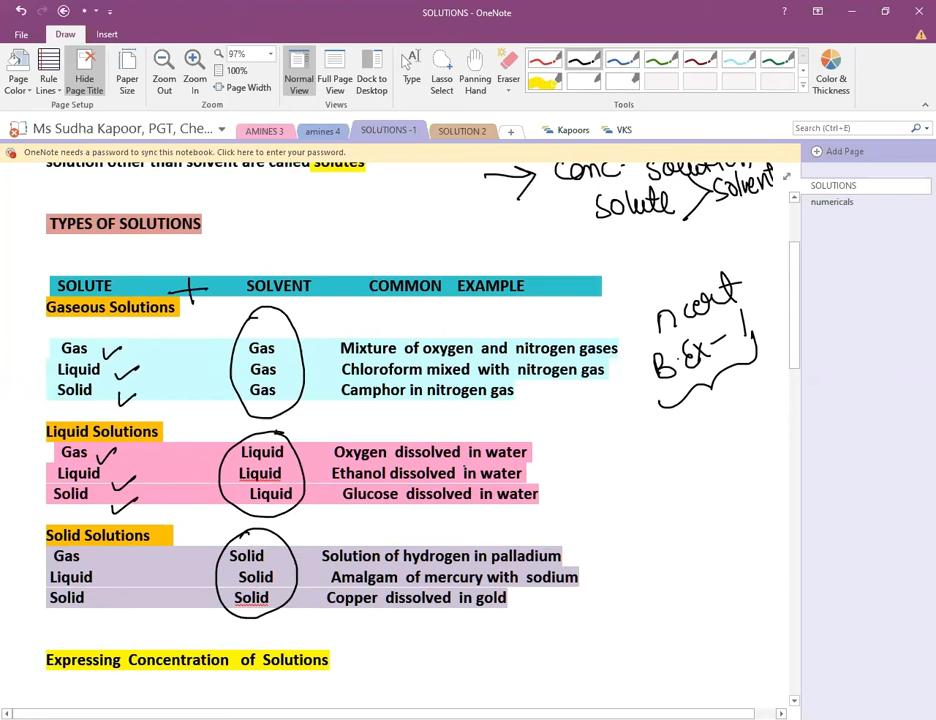 SOLUTIONS - OneNote
File Draw Insert
Page Color
Rule Lines
Hide Page Title
Paper Size
Zoom Out
Zoom In
97%
100%
Page Width
Normal View
Full Page View
Dock to Desktop
Type
Lasso Select
Panning Hand
Eraser
Color & Thickness
Page Setup Zoom Views Tools
Ms Sudha Kapoor, PGT, Che... AMINES 3 amines 4 SOLUTIONS -1 SOLUTION 2 Kapoors VKS Search (Ctrl+E)
OneNote needs a password to sync this notebook. Click here to enter your password.
Add Page
SOLUTIONS
numericals
solution other than solvent are called solutes
conc. solution
solute > solvent
TYPES OF SOLUTIONS
SOLUTE + SOLVENT COMMON EXAMPLE
Gaseous Solutions
Gas Gas Mixture of oxygen and nitrogen gases
Liquid Gas Chloroform mixed with nitrogen gas
Solid Gas Camphor in nitrogen gas
ncert
B.Ex-1
Liquid Solutions
Gas Liquid Oxygen dissolved in water
Liquid Liquid Ethanol dissolved in water
Solid Liquid Glucose dissolved in water
Solid Solutions
Gas Solid Solution of hydrogen in palladium
Liquid Solid Amalgam of mercury with sodium
Solid Solid Copper dissolved in gold
Expressing Concentration of Solutions